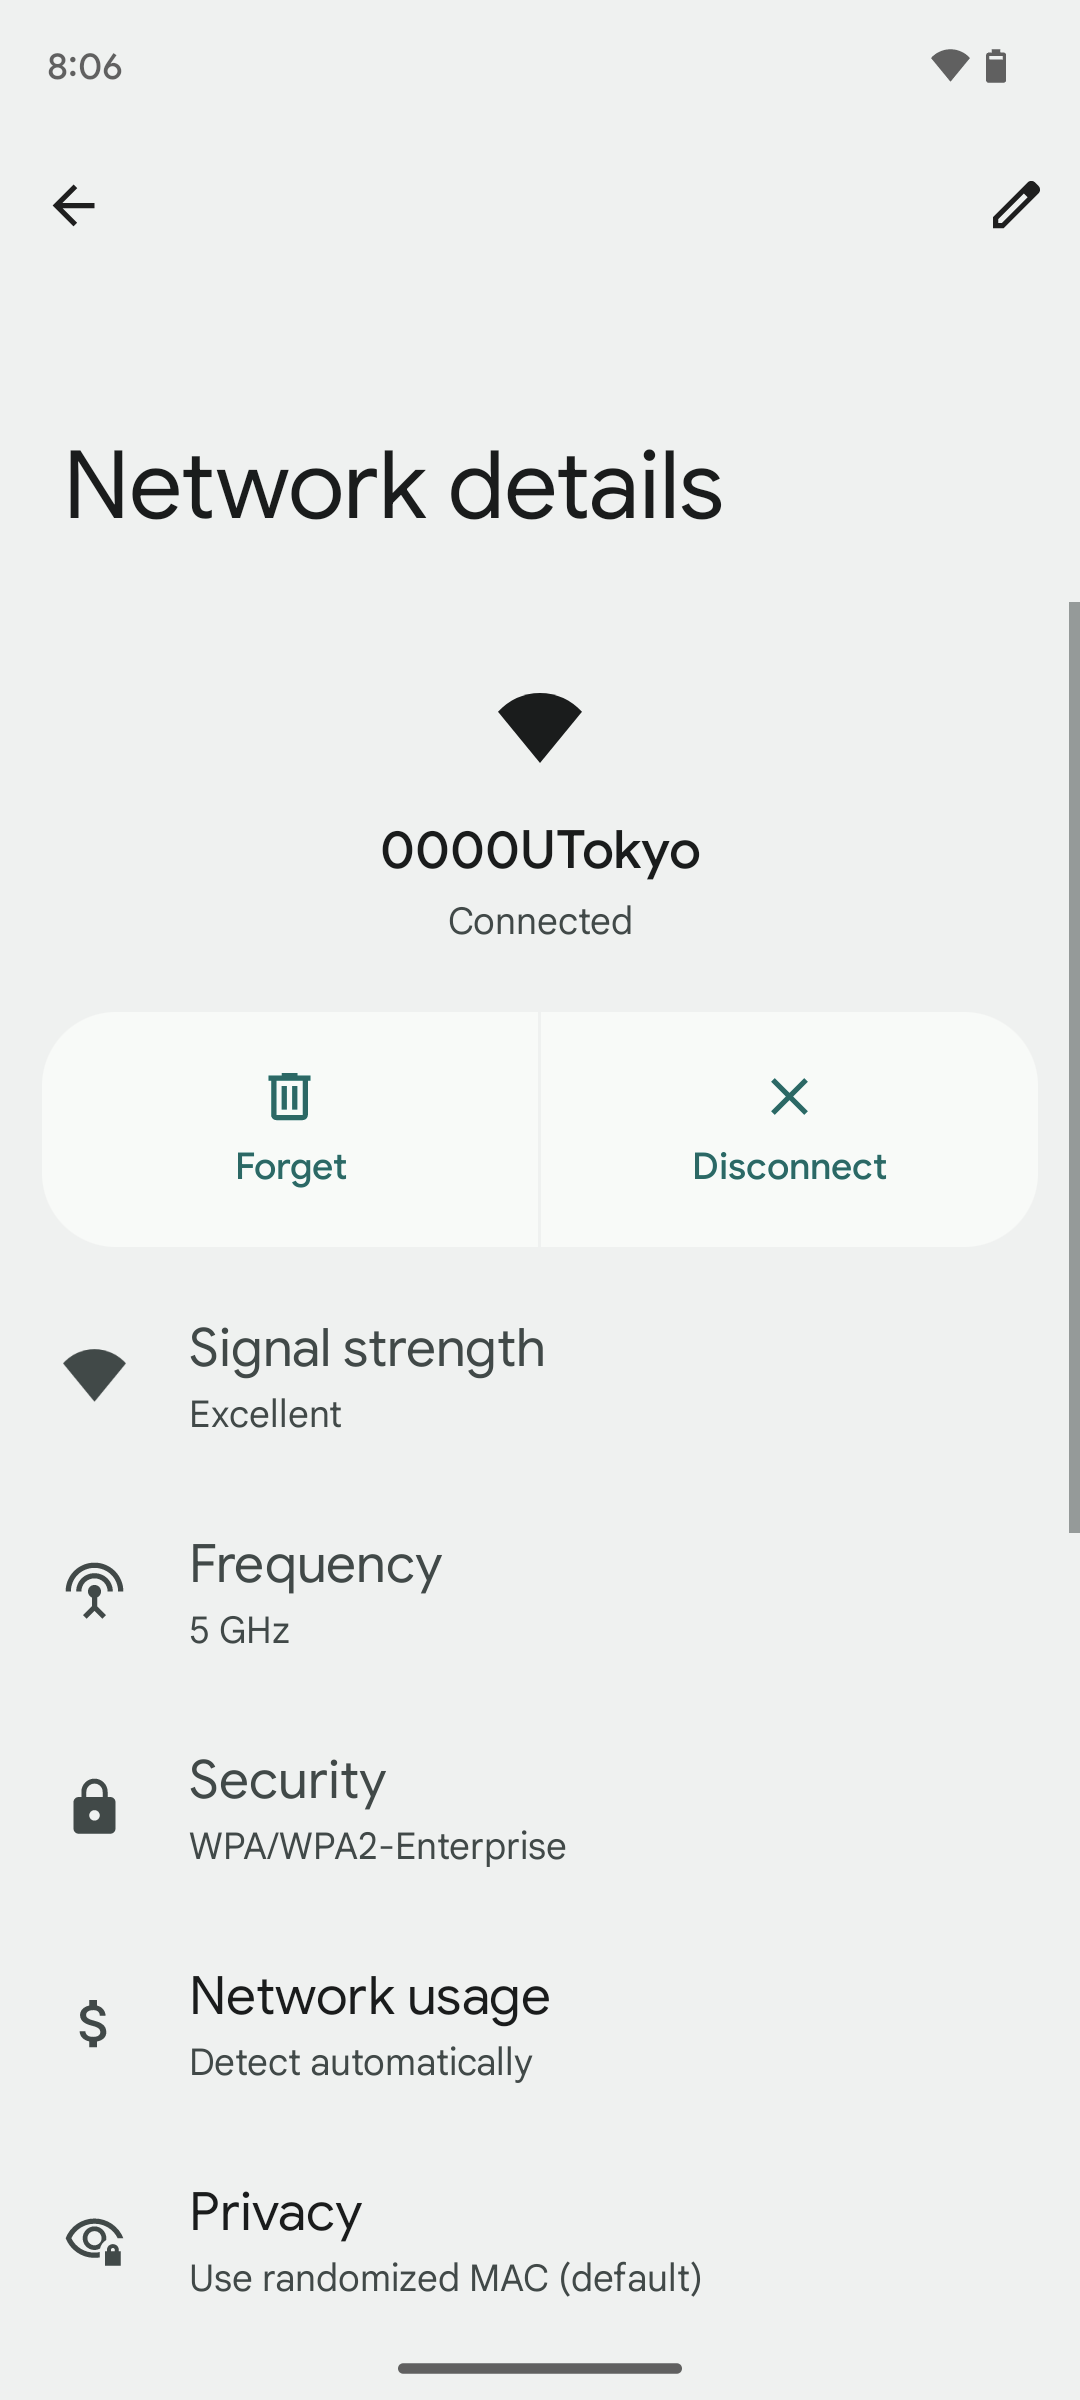 8:06
Network details
0000UTokyo
Connected
Forget
Disconnect
Signal strength
Excellent
Frequency
5 GHz
Security
WPA/WPA2-Enterprise
Network usage
Detect automatically
Privacy
Use randomized MAC (default)